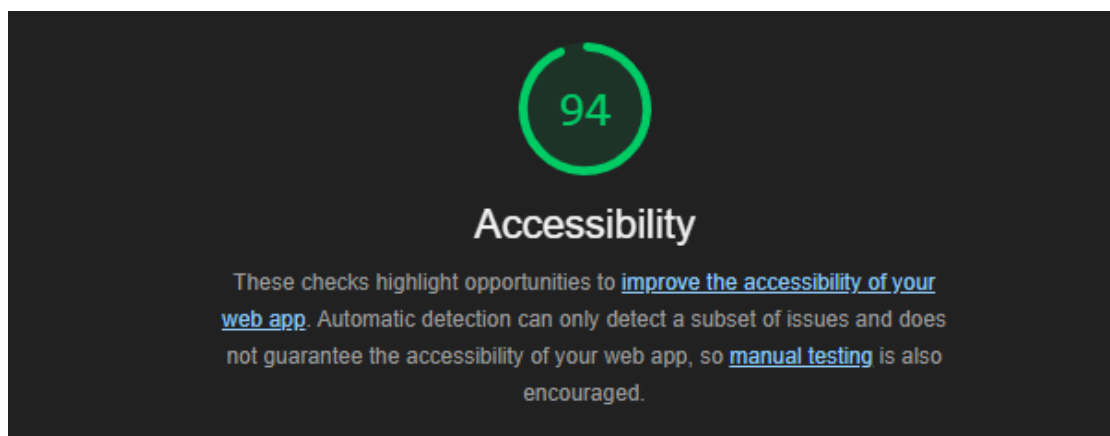 94
Accessibility
These checks highlight opportunities to improve the accessibility of your
web app. Automatic detection can only detect a subset of issues and does
not guarantee the accessibility of your web app, so manual testing is also
encouraged.